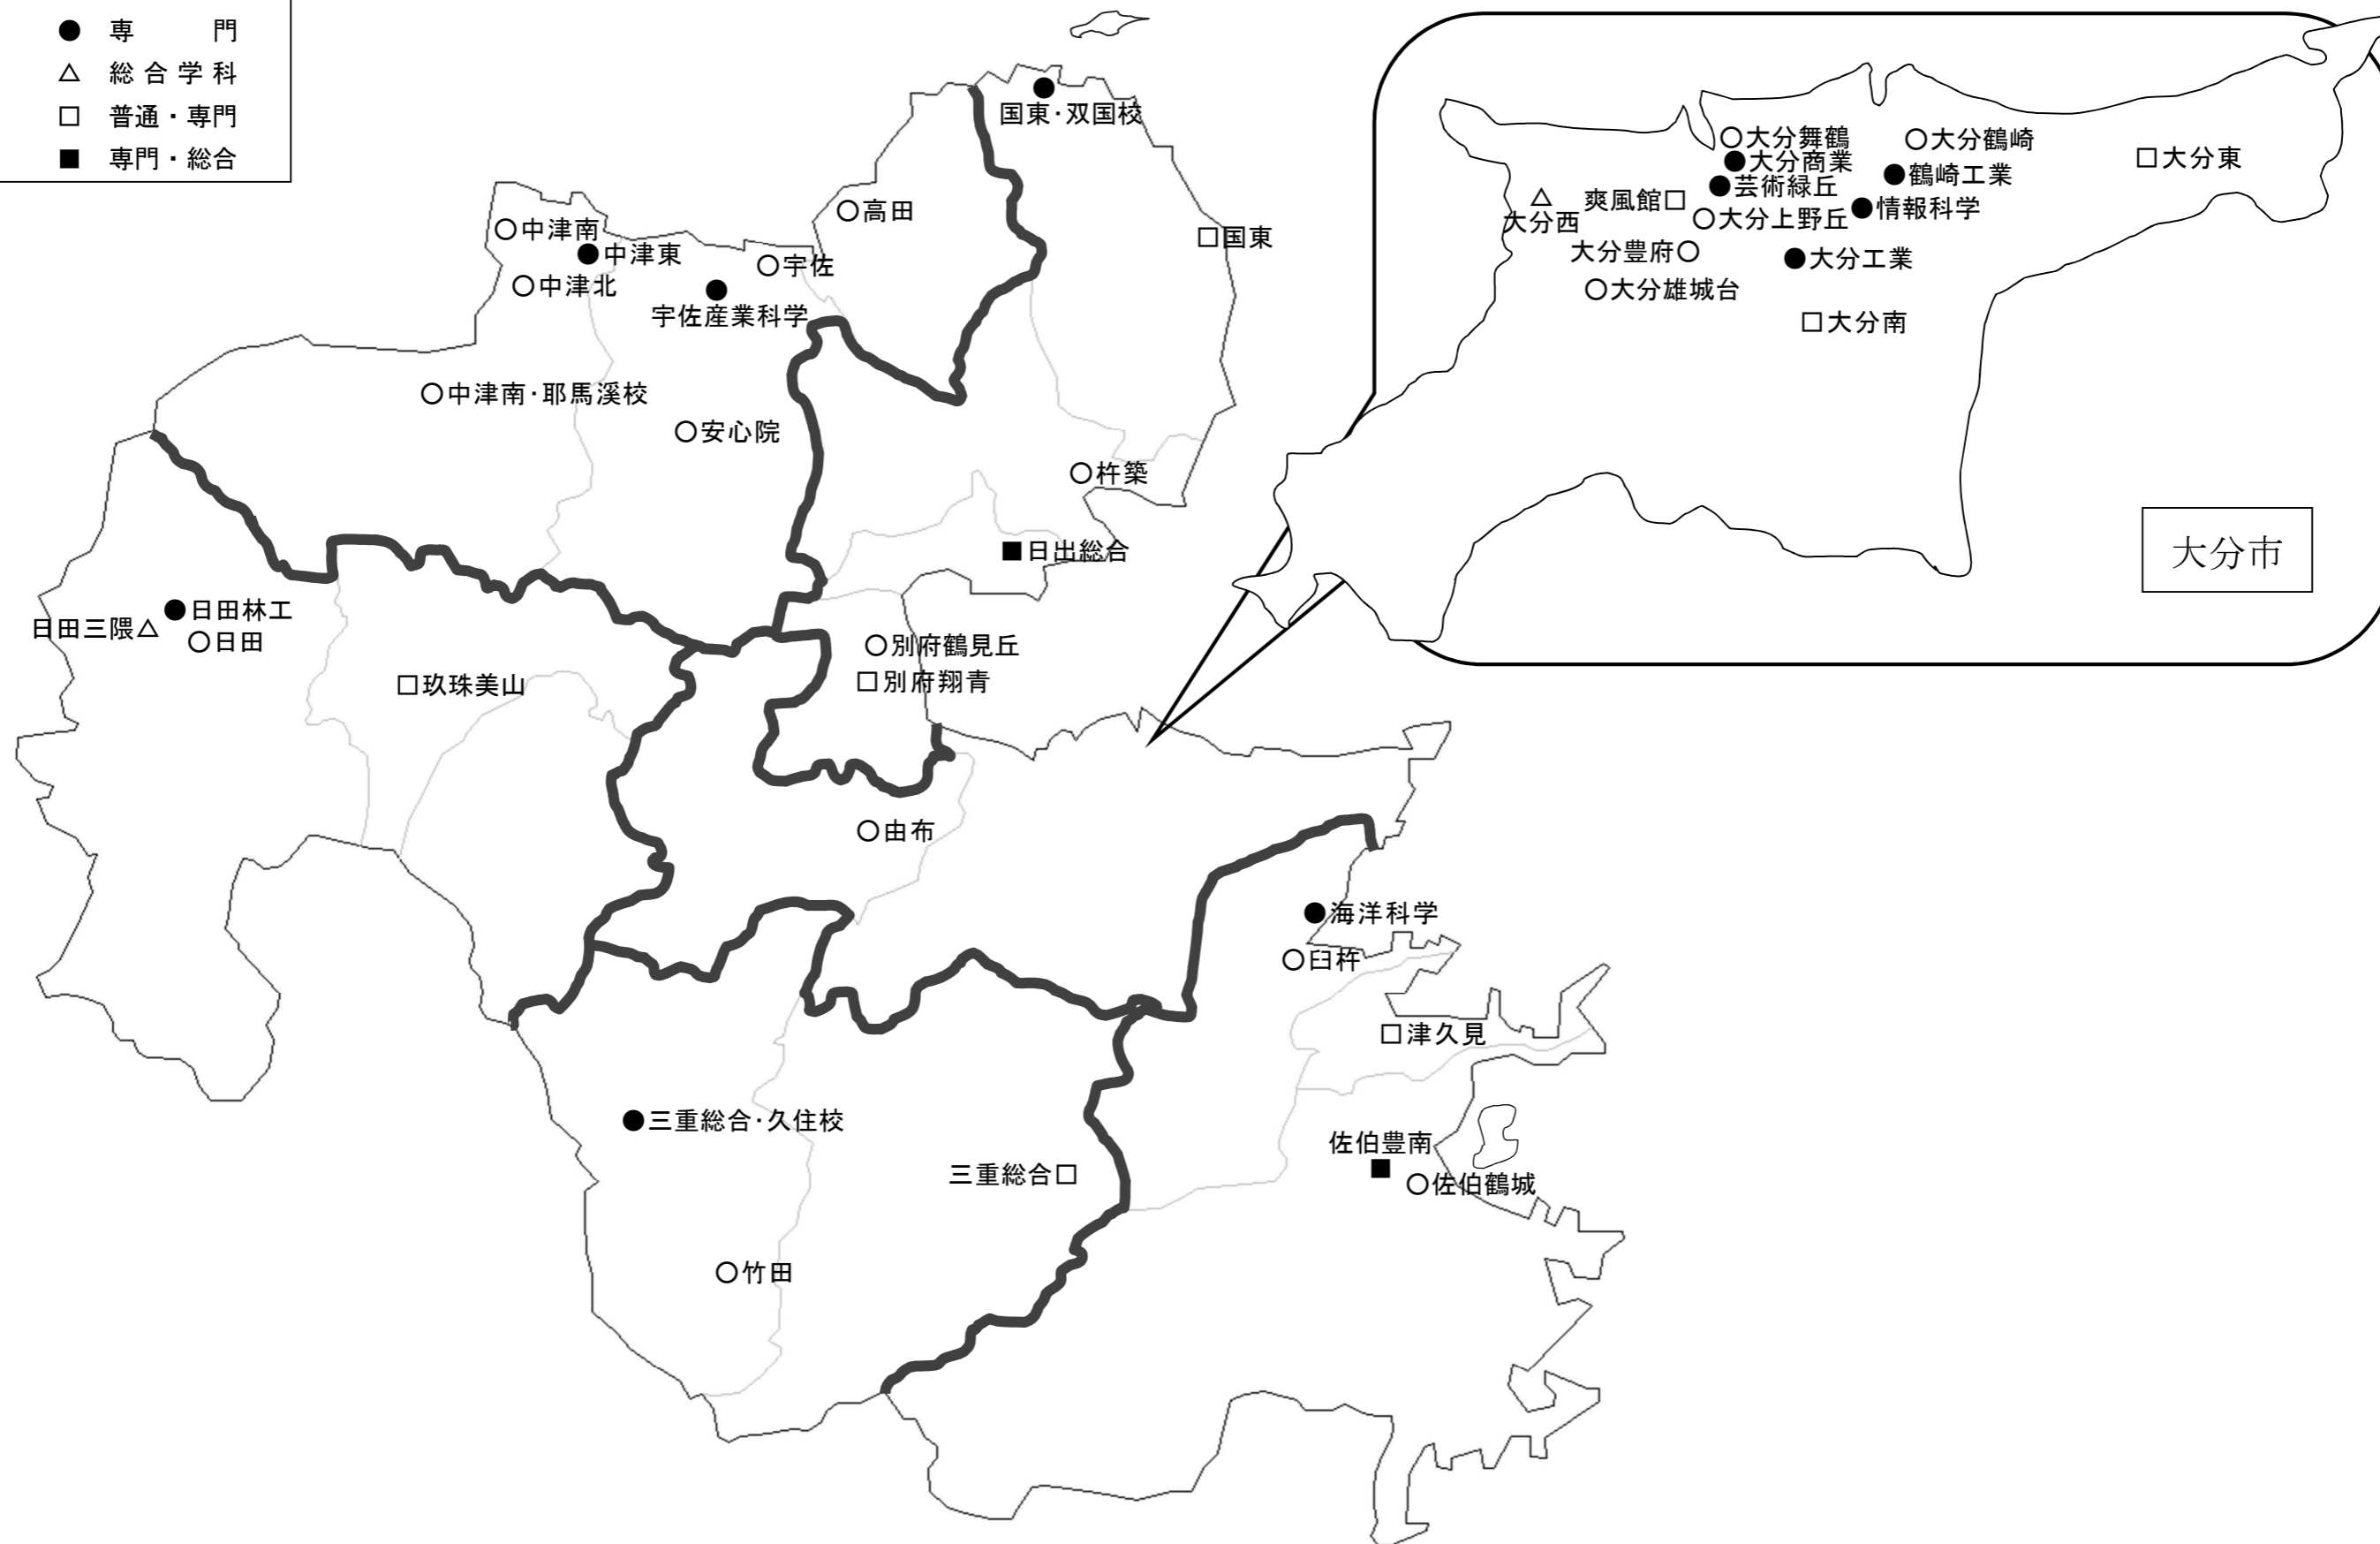 ● 専　　門
△ 総合学科
□ 普通・専門
■ 専門・総合
●
国東・双国校
○高田
□国東
○中津南
●中津東
○中津北
○宇佐
●
宇佐産業科学
○中津南・耶馬溪校
○安心院
○杵築
■日出総合
●日田林工
日田三隈△
○日田
□玖珠美山
○別府鶴見丘
□別府翔青
○由布
●海洋科学
○臼杵
□津久見
●三重総合・久住校
三重総合□
佐伯豊南
■
○佐伯鶴城
○竹田
○大分舞鶴
○大分鶴崎
●大分商業
□大分東
●鶴崎工業
●芸術緑丘
△
大分西
爽風館□
●情報科学
○大分上野丘
大分豊府○
●大分工業
○大分雄城台
□大分南
大分市